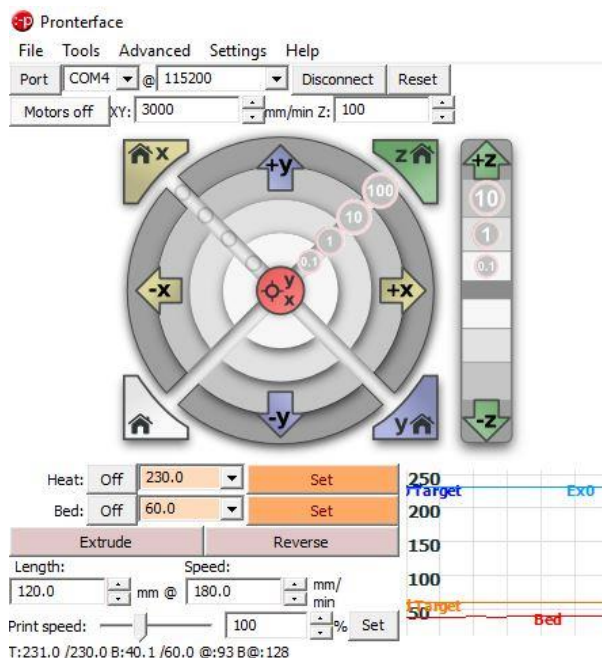 Pronterface
File Tools Advanced Settings Help
Port COM4 @ 115200 Disconnect Reset
Motors off XY: 3000 mm/min Z: 100
x +y z +z
100
10 10
1 1
0.1 0.1
-x y x +x
-y y -z
Heat: Off 230.0 Set
Bed: Off 60.0 Set
Extrude Reverse
Length: Speed:
120.0 mm @ 180.0 mm/
min
Print speed: 100 % Set
T:231.0 /230.0 B:40.1 /60.0 @:93 B@:128
250
Target Ex0
200
150
100
Target
50
Bed